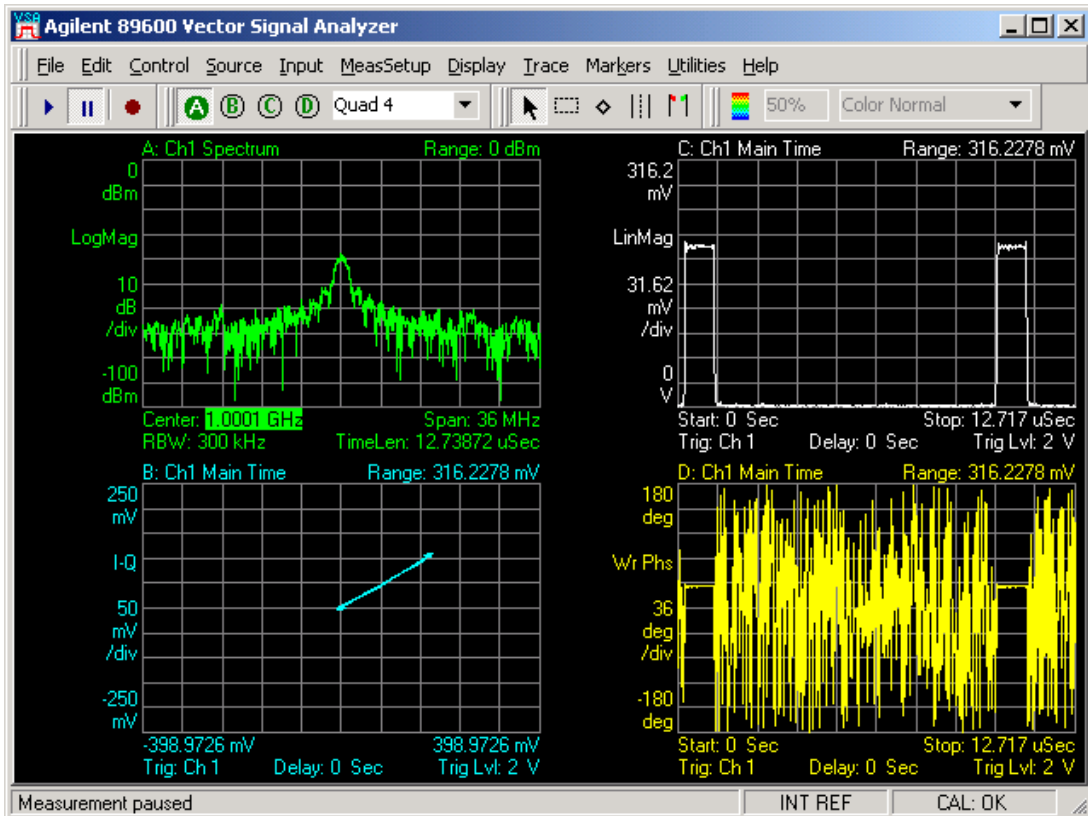 VSA
Agilent 89600 Vector Signal Analyzer
File Edit Control Source Input MeasSetup Display Trace Markers Utilities Help
A B C D Quad 4 50% Color Normal
A: Ch1 Spectrum Range: 0 dBm
0
dBm
LogMag
10
dB
/div
-100
dBm
Center: 1.0001 GHz Span: 36 MHz
RBW: 300 kHz TimeLen: 12.73872 uSec
C: Ch1 Main Time Range: 316.2278 mV
316.2
mV
LinMag
31.62
mV
/div
0
V
Start: 0 Sec Stop: 12.717 uSec
Trig: Ch 1 Delay: 0 Sec Trig Lvl: 2 V
B: Ch1 Main Time Range: 316.2278 mV
250
mV
I-Q
50
mV
/div
-250
mV
-398.9726 mV 398.9726 mV
Trig: Ch 1 Delay: 0 Sec Trig Lvl: 2 V
D: Ch1 Main Time Range: 316.2278 mV
180
deg
Wr Phs
36
deg
/div
-180
deg
Start: 0 Sec Stop: 12.717 uSec
Trig: Ch 1 Delay: 0 Sec Trig Lvl: 2 V
Measurement paused INT REF CAL: OK